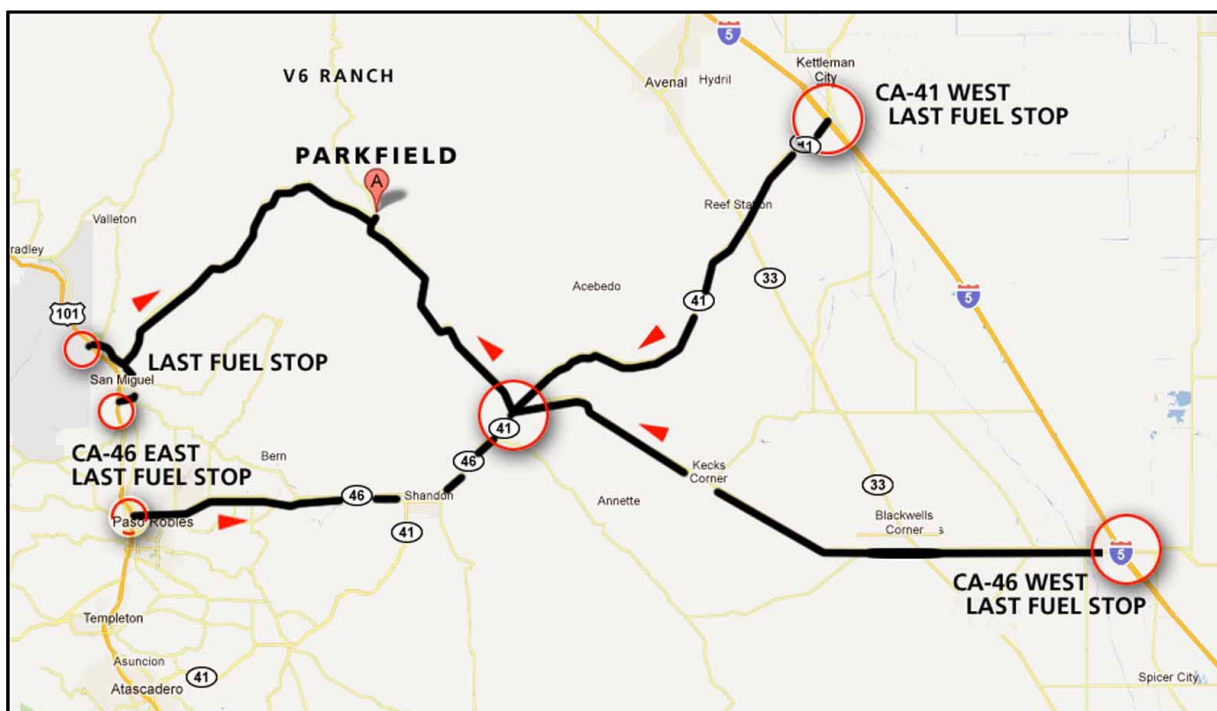 5
Kettleman
City
V6 RANCH
Avenal
Hydril
CA-41 WEST
LAST FUEL STOP
41
PARKFIELD
A
Reef Station
Valleton
radley
33
Acebedo
5
41
101
LAST FUEL STOP
San Miguel
41
CA-46 EAST
LAST FUEL STOP
Bern
46
Kecks
Corner
33
46
Shandon
Annette
Blackwells
Corner
s
Paso Robles
41
5
CA-46 WEST
LAST FUEL STOP
Templeton
Asuncion
41
Spicer City
Atascadero